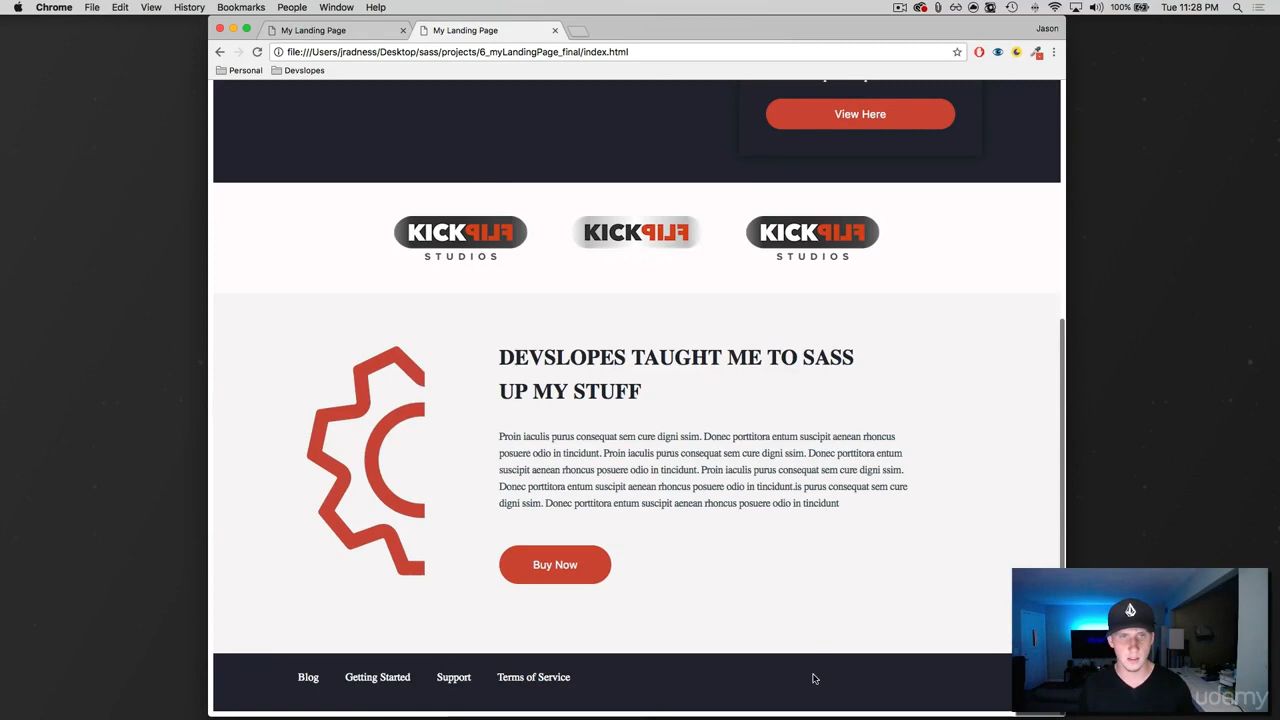 Chrome File Edit View History Bookmarks People Window Help 100% Tue 11:28 PM
My Landing Page My Landing Page Jason
file:///Users/jradness/Desktop/sass/projects/6_myLandingPage_final/index.html
Personal Devslopes
View Here
KICKFLIP KICKFLIP KICKFLIP
STUDIOS STUDIOS
DEVSLOPES TAUGHT ME TO SASS
UP MY STUFF
Proin iaculis purus consequat sem cure digni ssim. Donec porttitora entum suscipit aenean rhoncus
posuere odio in tincidunt. Proin iaculis purus consequat sem cure digni ssim. Donec porttitora entum
suscipit aenean rhoncus posuere odio in tincidunt. Proin iaculis purus consequat sem cure digni ssim.
Donec porttitora entum suscipit aenean rhoncus posuere odio in tincidunt.is purus consequat sem cure
digni ssim. Donec porttitora entum suscipit aenean rhoncus posuere odio in tincidunt
Buy Now
Blog Getting Started Support Terms of Service
udemy